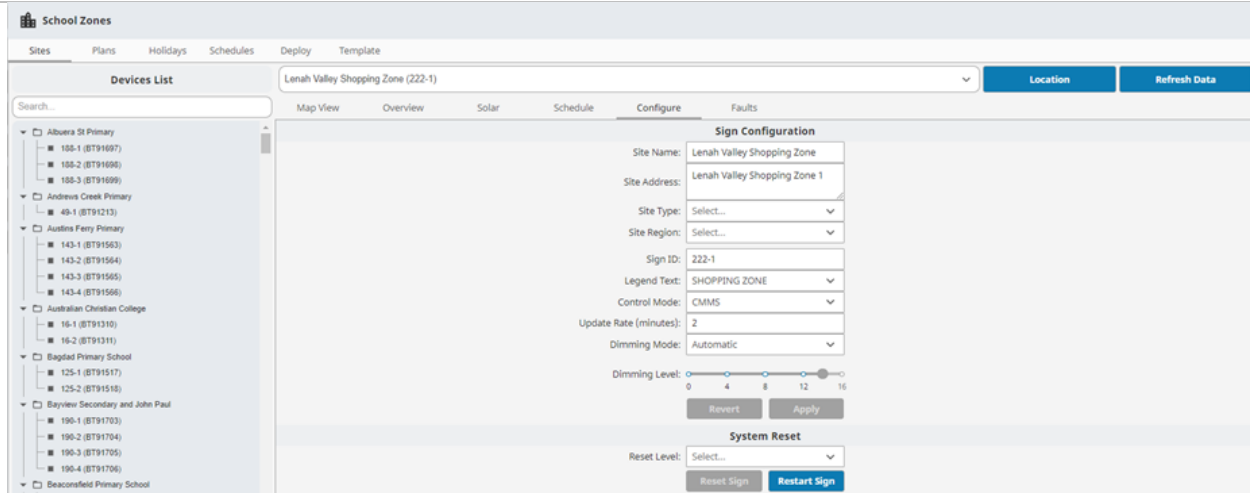 School Zones
Sites Plans Holidays Schedules Deploy Template
Devices List
Search...
Albuera St Primary
188-1 (BT91697)
188-2 (BT91698)
188-3 (BT91699)
Andrews Creek Primary
49-1 (BT91213)
Austins Ferry Primary
143-1 (BT91563)
143-2 (BT91564)
143-3 (BT91565)
143-4 (BT91566)
Australian Christian College
16-1 (BT91310)
16-2 (BT91311)
Bagdad Primary School
125-1 (BT91517)
125-2 (BT91518)
Bayview Secondary and John Paul
190-1 (BT91703)
190-2 (BT91704)
190-3 (BT91705)
190-4 (BT91706)
Beaconsfield Primary School
Lenah Valley Shopping Zone (222-1)
Location
Refresh Data
Map View Overview Solar Schedule Configure Faults
Sign Configuration
Site Name: Lenah Valley Shopping Zone
Site Address: Lenah Valley Shopping Zone 1
Site Type: Select...
Site Region: Select...
Sign ID: 222-1
Legend Text: SHOPPING ZONE
Control Mode: CMMS
Update Rate (minutes): 2
Dimming Mode: Automatic
Dimming Level:
0 4 8 12 16
Revert Apply
System Reset
Reset Level: Select...
Reset Sign Restart Sign